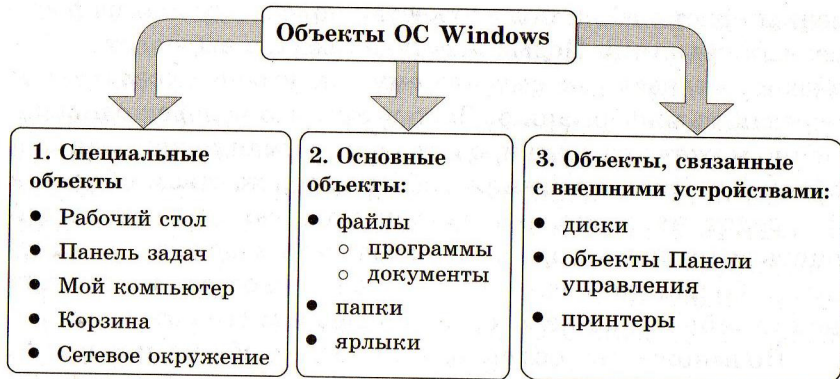 Объекты ОС Windows
1. Специальные
объекты
● Рабочий стол
● Панель задач
● Мой компьютер
● Корзина
● Сетевое окружение
2. Основные
объекты:
● файлы
○ программы
○ документы
● папки
● ярлыки
3. Объекты, связанные
с внешними устройствами:
● диски
● объекты Панели
управления
● принтеры